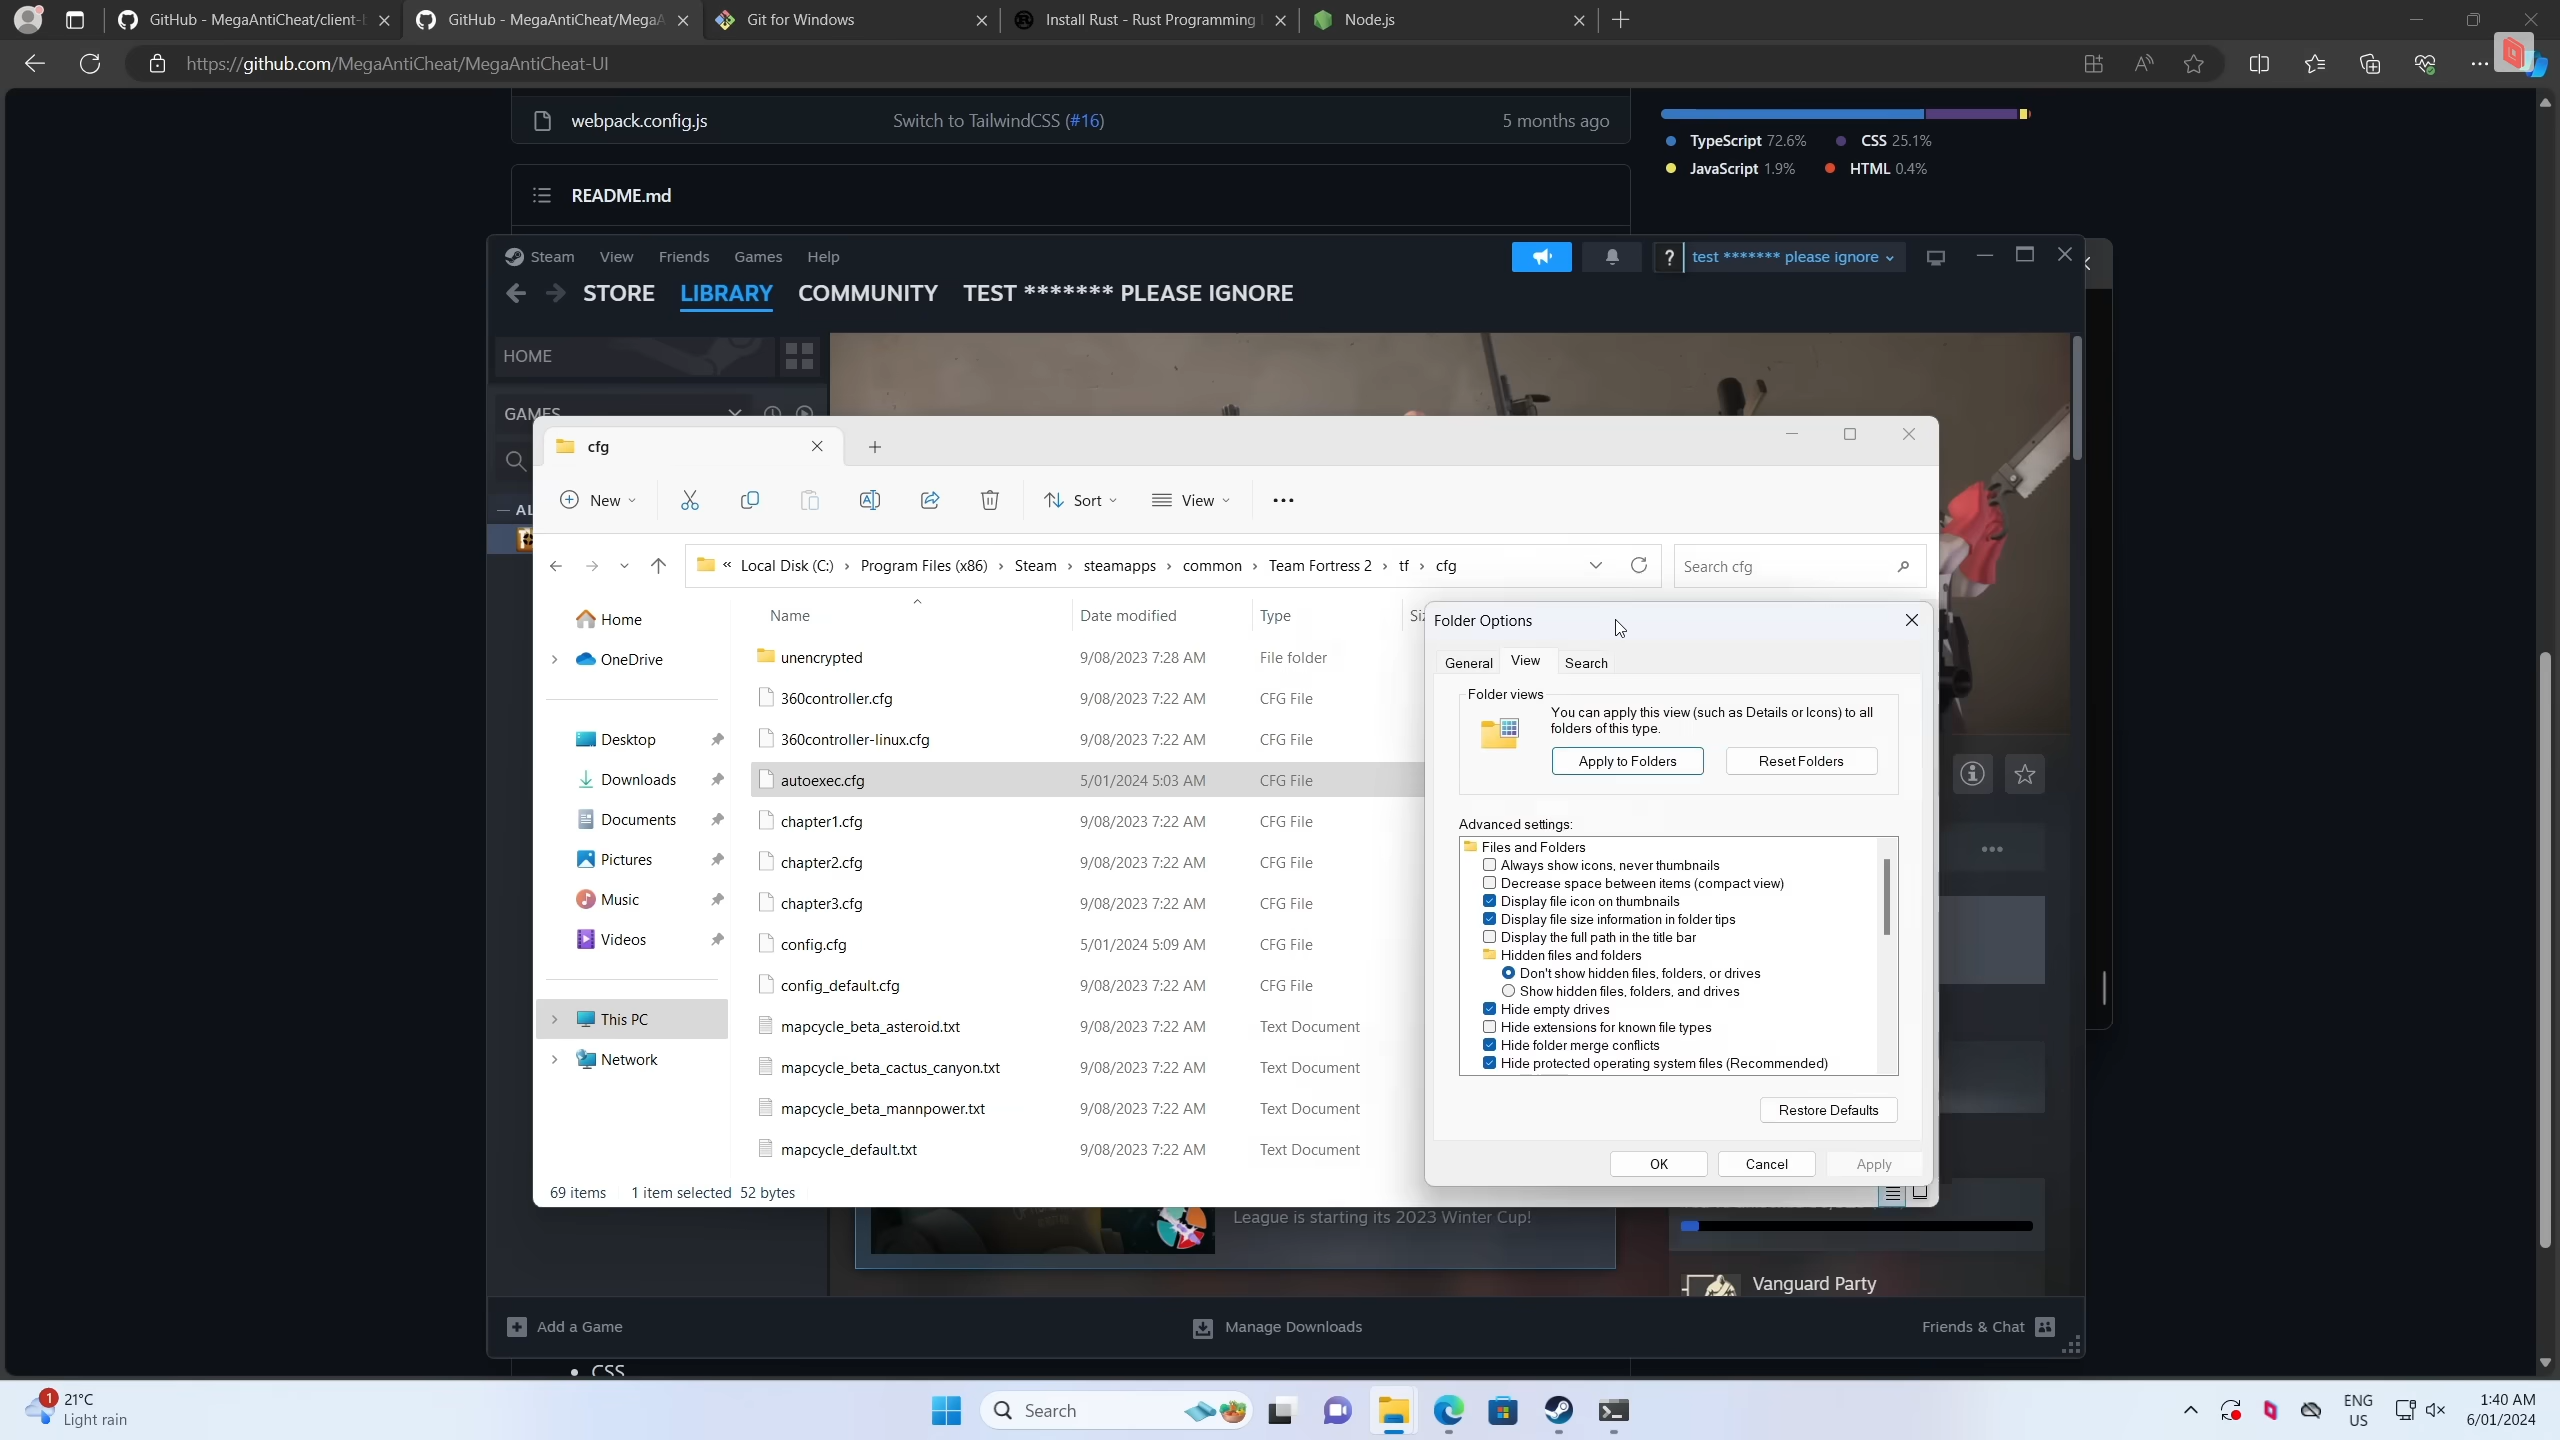 GitHub - MegaAntiCheat/client-
GitHub - MegaAntiCheat/MegaA
Git for Windows
Install Rust - Rust Programming
Node.js
https://github.com/MegaAntiCheat/MegaAntiCheat-UI
webpack.config.js
Switch to TailwindCSS (#16)
5 months ago
TypeScript 72.6%
CSS 25.1%
JavaScript 1.9%
HTML 0.4%
README.md
Steam
View
Friends
Games
Help
? test ******* please ignore
STORE
LIBRARY
COMMUNITY
TEST ******* PLEASE IGNORE
HOME
GAMES
cfg
New
Sort
View
« Local Disk (C:) › Program Files (x86) › Steam › steamapps › common › Team Fortress 2 › tf › cfg
Search cfg
Home
OneDrive
Desktop
Downloads
Documents
Pictures
Music
Videos
This PC
Network
Name
Date modified
Type
unencrypted 9/08/2023 7:28 AM File folder
360controller.cfg 9/08/2023 7:22 AM CFG File
360controller-linux.cfg 9/08/2023 7:22 AM CFG File
autoexec.cfg 5/01/2024 5:03 AM CFG File
chapter1.cfg 9/08/2023 7:22 AM CFG File
chapter2.cfg 9/08/2023 7:22 AM CFG File
chapter3.cfg 9/08/2023 7:22 AM CFG File
config.cfg 5/01/2024 5:09 AM CFG File
config_default.cfg 9/08/2023 7:22 AM CFG File
mapcycle_beta_asteroid.txt 9/08/2023 7:22 AM Text Document
mapcycle_beta_cactus_canyon.txt 9/08/2023 7:22 AM Text Document
mapcycle_beta_mannpower.txt 9/08/2023 7:22 AM Text Document
mapcycle_default.txt 9/08/2023 7:22 AM Text Document
69 items 1 item selected 52 bytes
Folder Options
General
View
Search
Folder views
You can apply this view (such as Details or Icons) to all
folders of this type.
Apply to Folders
Reset Folders
Advanced settings:
Files and Folders
Always show icons, never thumbnails
Decrease space between items (compact view)
Display file icon on thumbnails
Display file size information in folder tips
Display the full path in the title bar
Hidden files and folders
Don't show hidden files, folders, or drives
Show hidden files, folders, and drives
Hide empty drives
Hide extensions for known file types
Hide folder merge conflicts
Hide protected operating system files (Recommended)
Restore Defaults
OK
Cancel
Apply
League is starting its 2023 Winter Cup!
Vanguard Party
Add a Game
Manage Downloads
Friends & Chat
• CSS
1
21°C
Light rain
Search
ENG
US
1:40 AM
6/01/2024